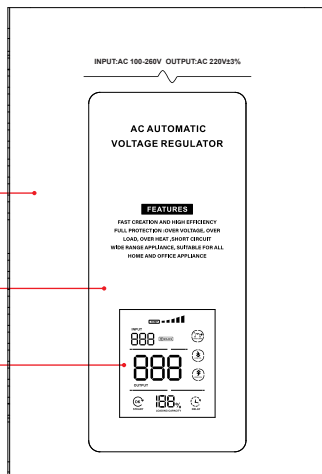 INPUT:AC 100-260V OUTPUT:AC 220V±3%
AC AUTOMATIC
VOLTAGE REGULATOR
FEATURES
FAST CREATION AND HIGH EFFICIENCY
FULL PROTECTION :OVER VOLTAGE, OVER
LOAD, OVER HEAT ,SHORT CIRCUIT
WIDE RANGE APPLIANCE, SUITABLE FOR ALL
HOME AND OFFICE APPLIANCE
INPUT
888
888
OUTPUT
OK
188%
DELAY